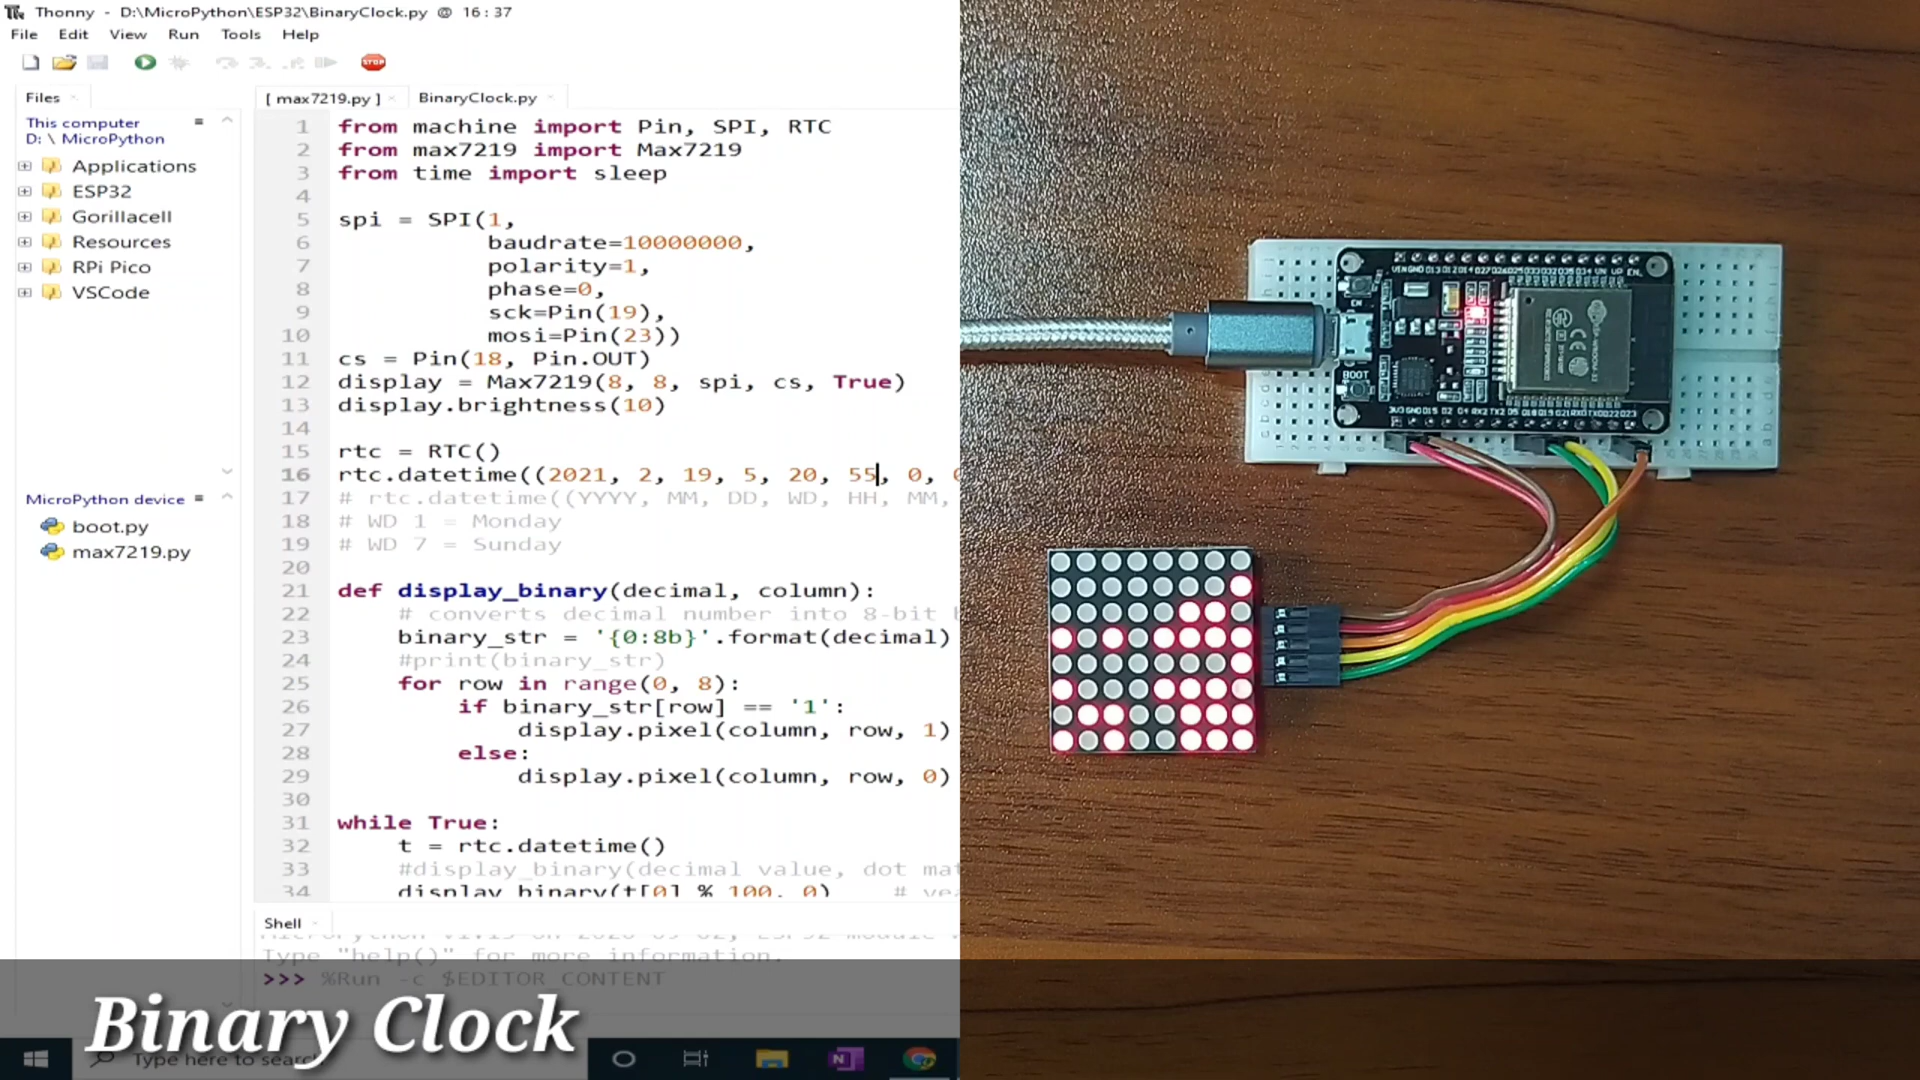 Thonny - D:\MicroPython\ESP32\BinaryClock.py @ 16 : 37
File Edit View Run Tools Help
STOP
Files
This computer
D: \ MicroPython
Applications
ESP32
Gorillacell
Resources
RPi Pico
VSCode
MicroPython device
boot.py
max7219.py
[ max7219.py ] BinaryClock.py
1 from machine import Pin, SPI, RTC
2 from max7219 import Max7219
3 from time import sleep
4
5 spi = SPI(1,
6 baudrate=10000000,
7 polarity=1,
8 phase=0,
9 sck=Pin(19),
10 mosi=Pin(23))
11 cs = Pin(18, Pin.OUT)
12 display = Max7219(8, 8, spi, cs, True)
13 display.brightness(10)
14
15 rtc = RTC()
16 rtc.datetime((2021, 2, 19, 5, 20, 55, 0,
17 # rtc.datetime((YYYY, MM, DD, WD, HH, MM,
18 # WD 1 = Monday
19 # WD 7 = Sunday
20
21 def display_binary(decimal, column):
22 # converts decimal number into 8-bit
23 binary_str = '{0:8b}'.format(decimal)
24 #print(binary_str)
25 for row in range(0, 8):
26 if binary_str[row] == '1':
27 display.pixel(column, row, 1)
28 else:
29 display.pixel(column, row, 0)
30
31 while True:
32 t = rtc.datetime()
33 #display_binary(decimal value, dot mat
34 display_binary(t[0] % 100, 0) # ye
Shell
Type "help()" for more information.
>>> %Run -c $EDITOR_CONTENT
Binary Clock
Type here to search
N
EN
BOOT